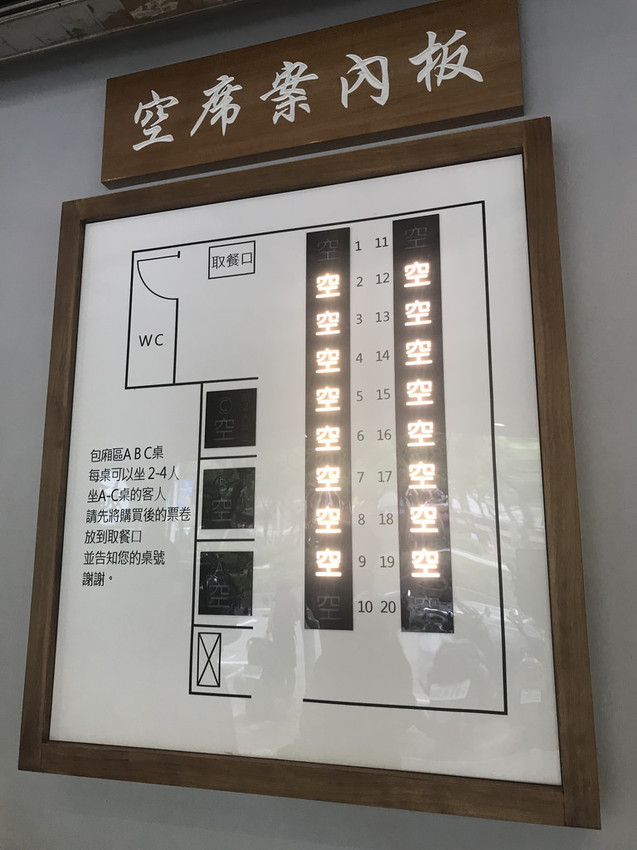 空席案內板
取餐口
WC
空 1 11 空
空 2 12 空
空 3 13 空
空 4 14 空
空 5 15 空
空 6 16 空
空 7 17 空
空 8 18 空
空 9 19 空
空 10 20 空
C
空
B
空
A
空
包廂區A B C桌
每桌可以坐 2-4人
坐A-C桌的客人
請先將購買後的票卷
放到取餐口
並告知您的桌號
謝謝。